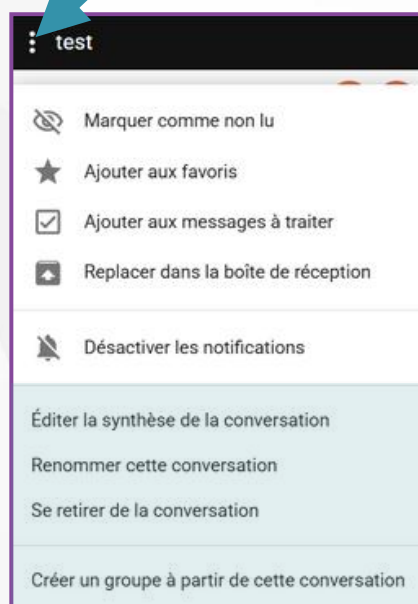 test
Marquer comme non lu
Ajouter aux favoris
Ajouter aux messages à traiter
Replacer dans la boîte de réception
Désactiver les notifications
Éditer la synthèse de la conversation
Renommer cette conversation
Se retirer de la conversation
Créer un groupe à partir de cette conversation